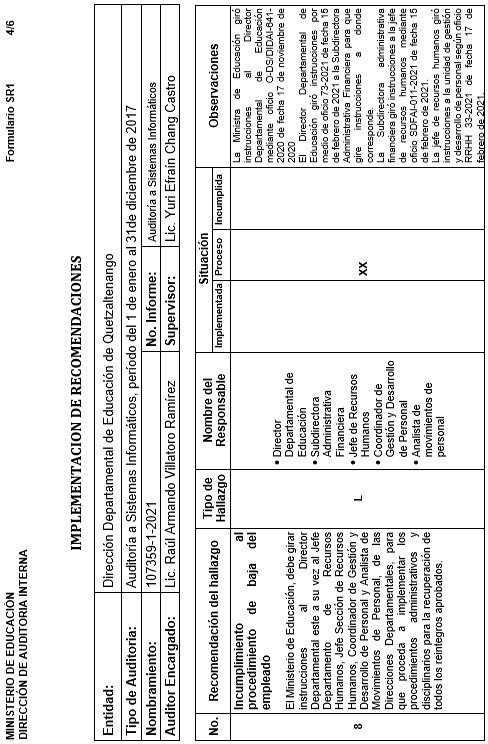 MINISTERIO DE EDUCACIÓN
DIRECCIÓN DE AUDITORIA INTERNA
Formulario SR1
4/6
IMPLEMENTACION DE RECOMENDACIONES
Entidad: Dirección Departamental de Educación de Quetzaltenango
Tipo de Auditoría: Auditoría a Sistemas Informáticos, período del 1 de enero al 31de diciembre de 2017
Nombramiento: 107359-1-2021 No. Informe: Auditoría a Sistemas Informáticos
Auditor Encargado: Lic. Raúl Armando Villatoro Ramírez Supervisor: Lic. Yuri Efraín Chang Castro
No.
Recomendación del hallazgo
Tipo de
Hallazgo
Nombre del
Responsable
Situación
Implementada Proceso Incumplida
Observaciones
8
Incumplimiento al
procedimiento de baja del
empleado
El Ministerio de Educación, debe girar
instrucciones al Director
Departamental este a su vez al Jefe
Departamento de Recursos
Humanos, Jefe Sección de Recursos
Humanos, Coordinador de Gestión y
Desarrollo de Personal y Analista de
Movimientos de Personal, de las
Direcciones Departamentales, para
que proceda a implementar los
procedimientos administrativos y
disciplinarios para la recuperación de
todos los reintegros aprobados.
L
• Director
Departamental de
Educación
• Subdirectora
Administrativa
Financiera
• Jefe de Recursos
Humanos
• Coordinador de
Gestión y Desarrollo
de Personal
• Analista de
movimientos de
personal
XX
La Ministra de Educación giró
instrucciones al Director
Departamental de Educación
mediante oficio O-DS/DIDAI-641-
2020 de fecha 17 de noviembre de
2020
El Director Departamental de
Educación giró instrucciones por
medio de oficio 73-2021 de fecha 15
de febrero de 2021 a la Subdirectora
Administrativa Financiera para que
gire instrucciones a donde
corresponde.
La Subdirectora administrativa
financiera giró instrucciones a la jefe
de recursos humanos mediante
oficio SDFAI-011-2021 de fecha 15
de febrero de 2021.
La jefe de recursos humanos giró
instrucciones a la unidad de gestión
y desarrollo de personal según oficio
RRHH 33-2021 de fecha 17 de
febrero de 2021.